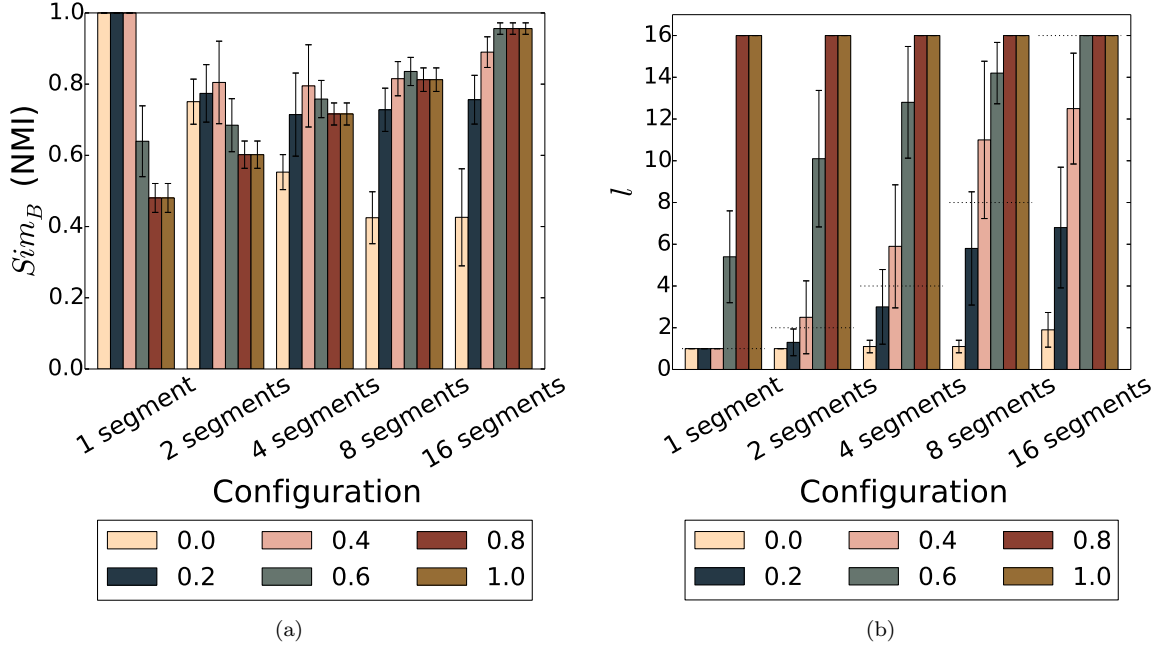 1.0
0.8
0.6
0.4
0.2
0.0
Sim_B (NMI)
1 segment
2 segments
4 segments
8 segments
16 segments
Configuration
0.0 0.4 0.8
0.2 0.6 1.0
(a)
16
14
12
10
8
6
4
2
0
l
1 segment
2 segments
4 segments
8 segments
16 segments
Configuration
0.0 0.4 0.8
0.2 0.6 1.0
(b)